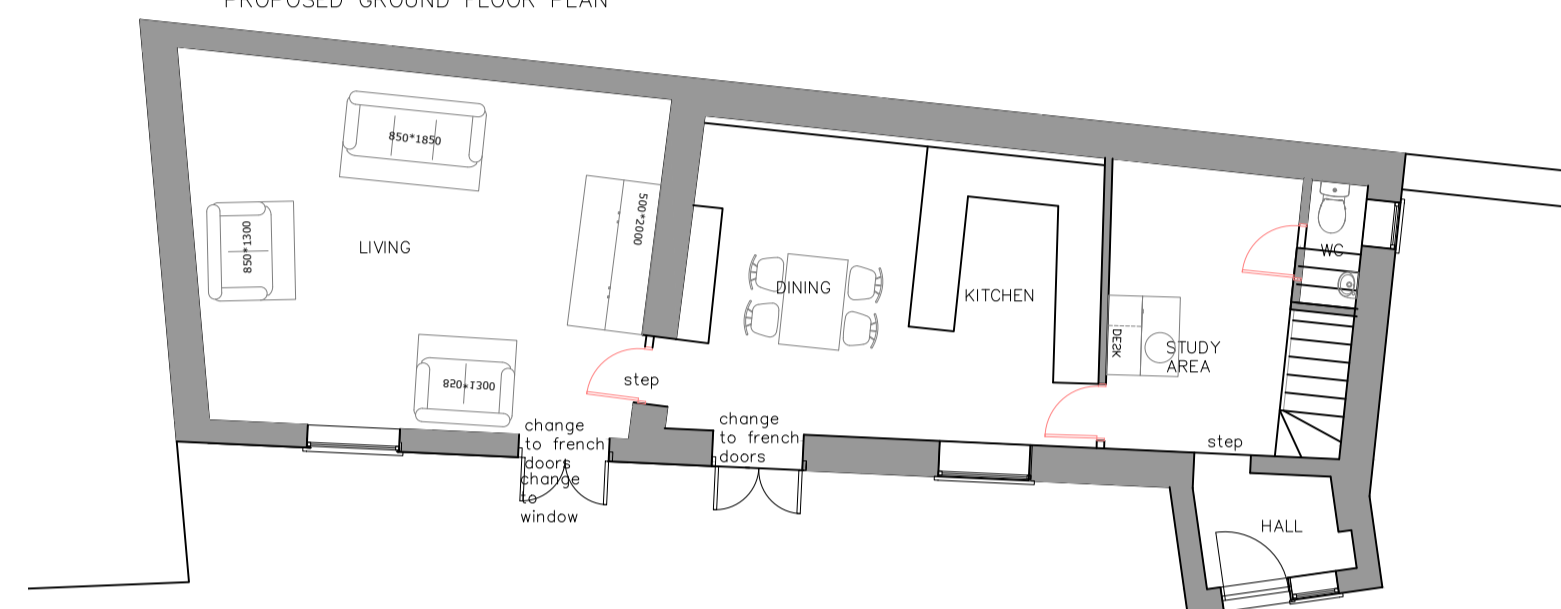 PROPOSED GROUND FLOOR PLAN
850*1850
500*2000
850*1300
LIVING
WC
DINING
KITCHEN
DESK
STUDY
AREA
step
820*1300
change
to french
doors
change
to
window
change
to french
doors
step
HALL